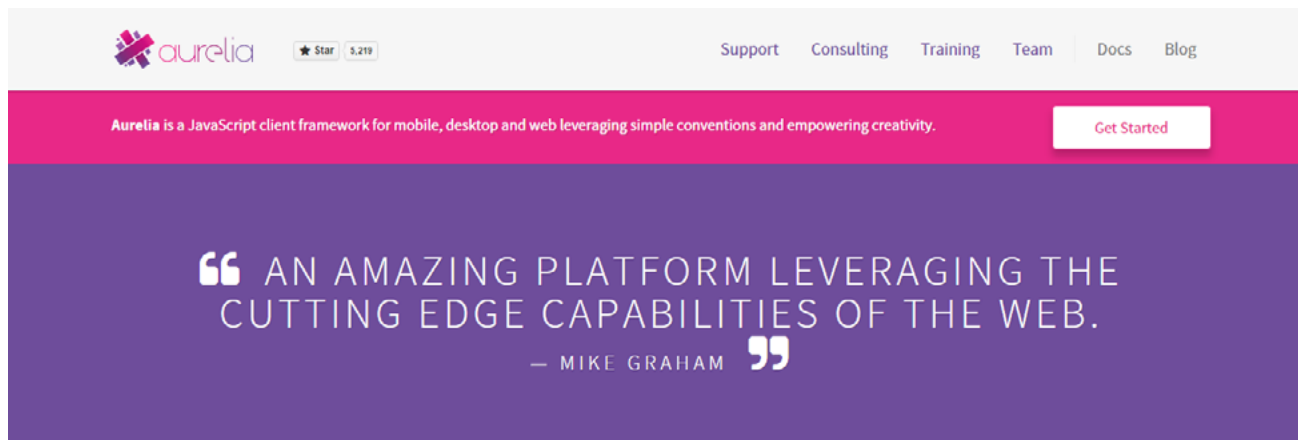 aurelia Star 5,219 Support Consulting Training Team Docs Blog
Aurelia is a JavaScript client framework for mobile, desktop and web leveraging simple conventions and empowering creativity. Get Started
“ AN AMAZING PLATFORM LEVERAGING THE
CUTTING EDGE CAPABILITIES OF THE WEB.
— MIKE GRAHAM ”